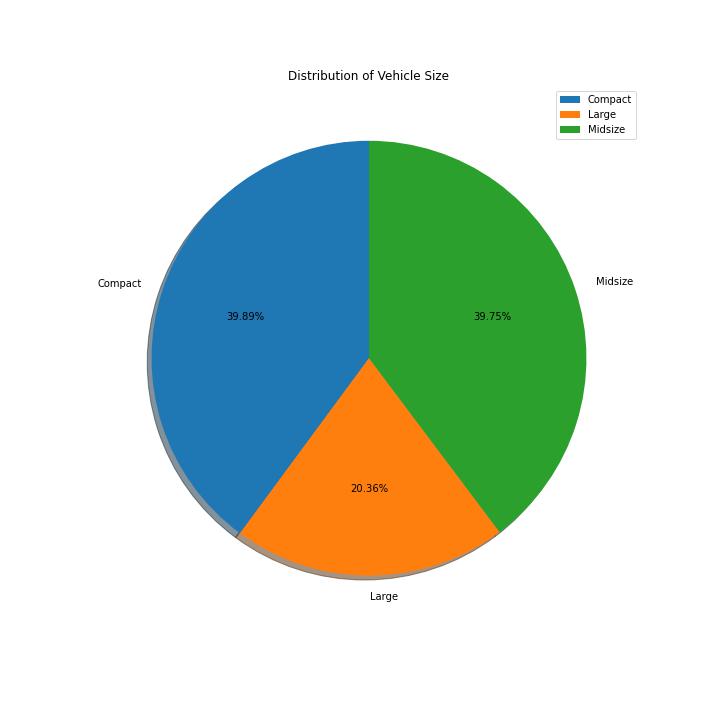 Distribution of Vehicle Size
Compact
Large
Midsize
Compact
Midsize
39.89%
39.75%
20.36%
Large